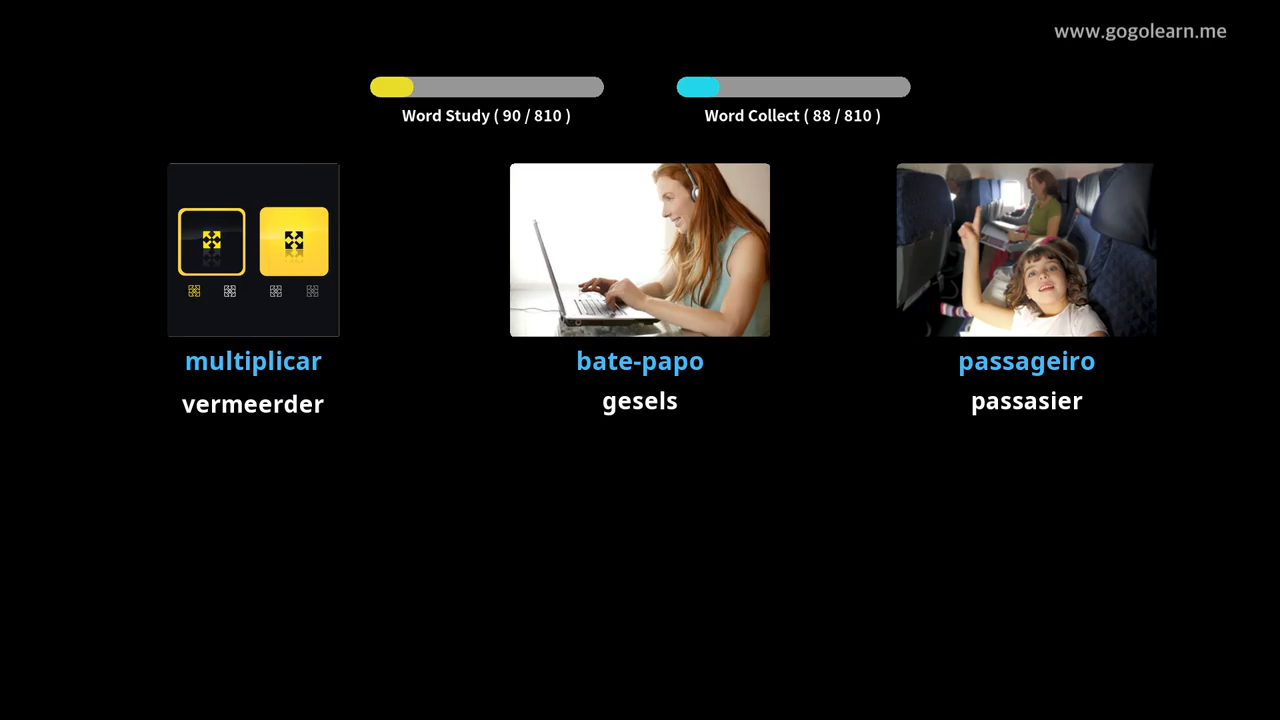 www.gogolearn.me
Word Study ( 90 / 810 )
Word Collect ( 88 / 810 )
multiplicar
bate-papo
passageiro
vermeerder
gesels
passasier